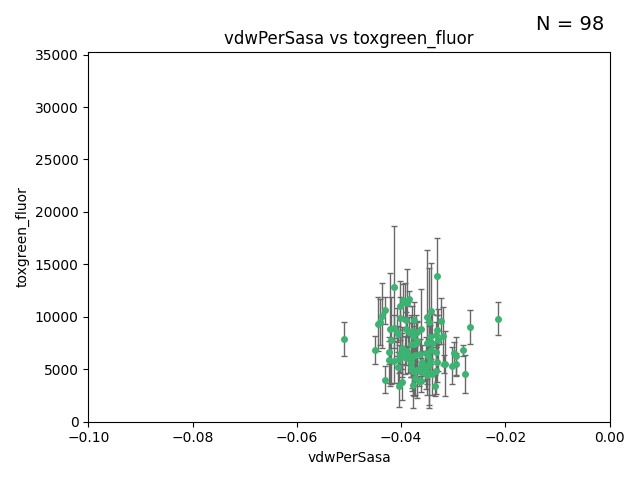 N = 98
vdwPerSasa vs toxgreen_fluor
35000
30000
25000
20000
15000
10000
5000
0
toxgreen_fluor
−0.10 −0.08 −0.06 −0.04 −0.02 0.00
vdwPerSasa